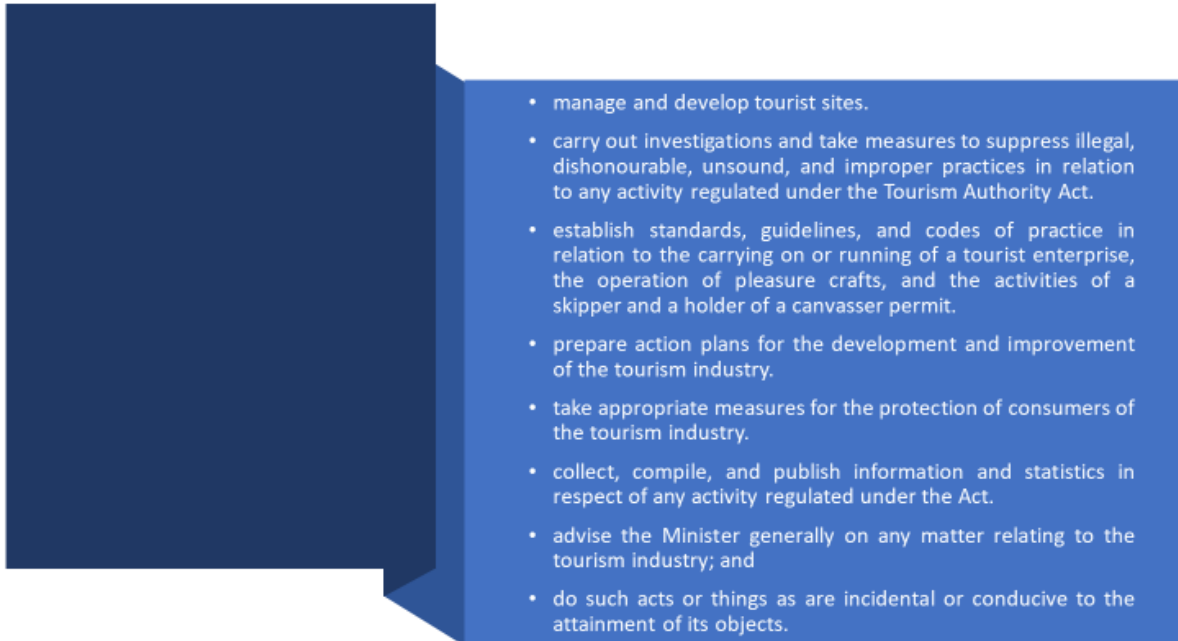 • manage and develop tourist sites.
• carry out investigations and take measures to suppress illegal,
dishonourable, unsound, and improper practices in relation
to any activity regulated under the Tourism Authority Act.
• establish standards, guidelines, and codes of practice in
relation to the carrying on or running of a tourist enterprise,
the operation of pleasure crafts, and the activities of a
skipper and a holder of a canvasser permit.
• prepare action plans for the development and improvement
of the tourism industry.
• take appropriate measures for the protection of consumers of
the tourism industry.
• collect, compile, and publish information and statistics in
respect of any activity regulated under the Act.
• advise the Minister generally on any matter relating to the
tourism industry; and
• do such acts or things as are incidental or conducive to the
attainment of its objects.